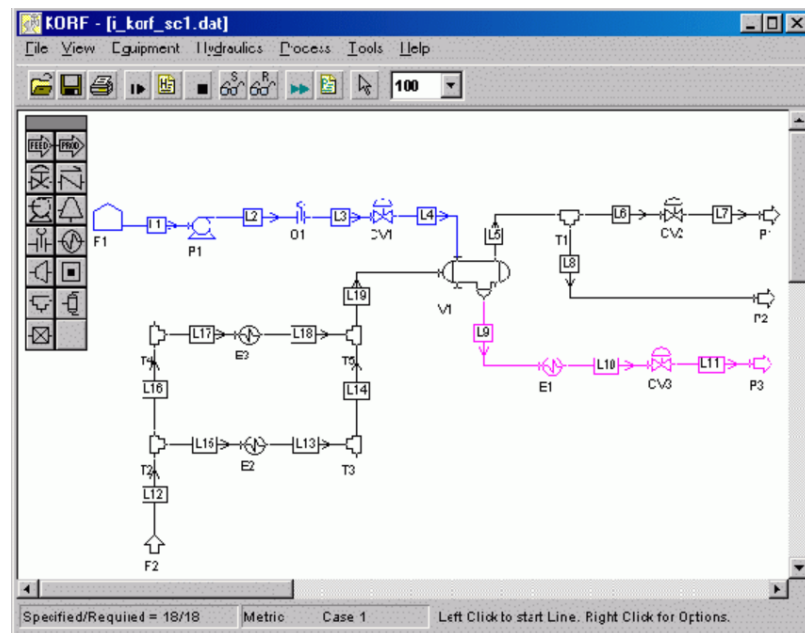 KORF - [i_korf_sc1.dat]
File View Equipment Hydraulics Process Tools Help
S R 100
FEED PROD
L1 L2 L3 L4 L5 L6 L7
F1 P1 O1 CV1 T1 CV2 P1
L8
L19
V1 P2
L9
L17 L18
T4 E3 T5
L10 L11
E1 CV3 P3
L16 L14
L15 L13
T2 E2 T3
L12
F2
Specified/Required = 18/18 Metric Case 1 Left Click to start Line. Right Click for Options.